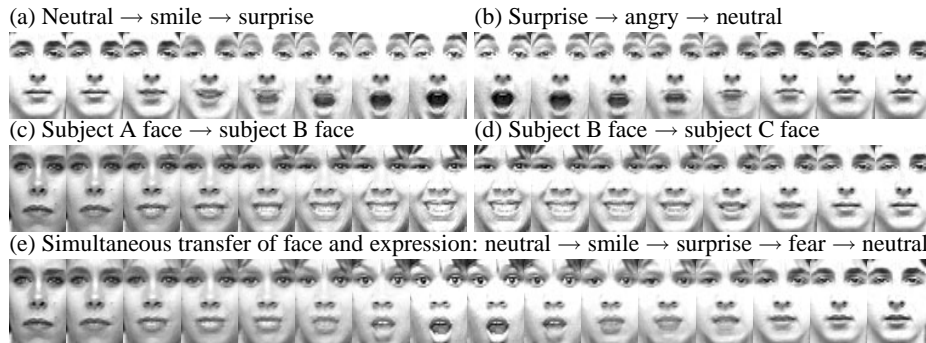 (a) Neutral → smile → surprise
(b) Surprise → angry → neutral
(c) Subject A face → subject B face
(d) Subject B face → subject C face
(e) Simultaneous transfer of face and expression: neutral → smile → surprise → fear → neutral